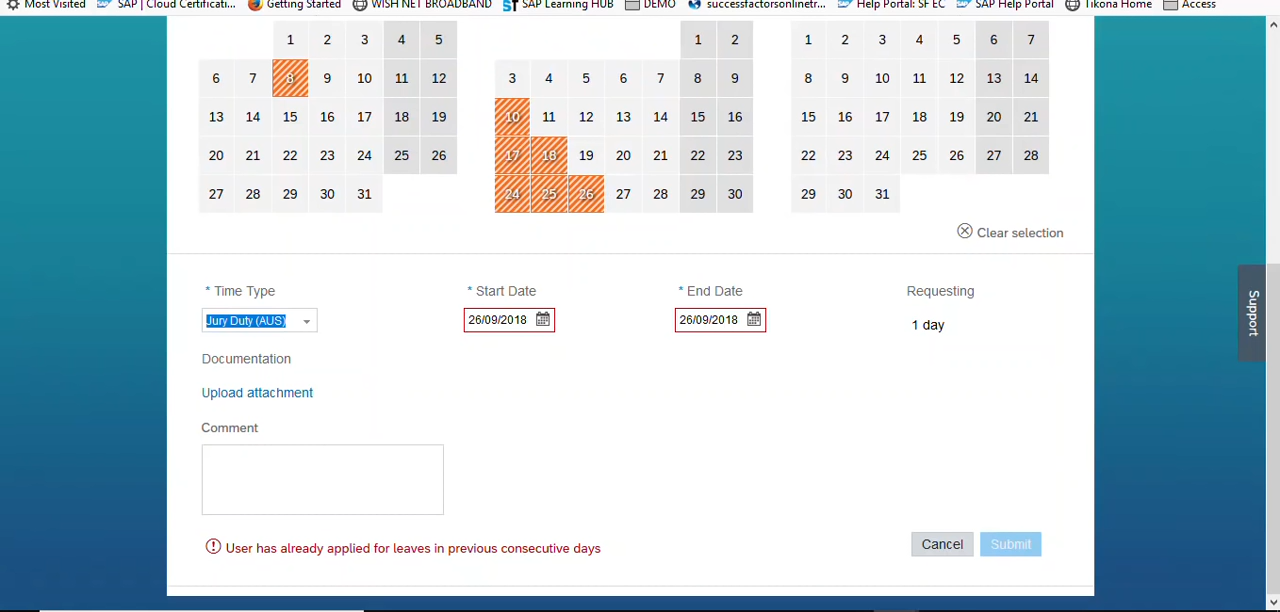 Most Visited SAP | Cloud Certificati... Getting Started WISH NET BROADBAND SAP Learning HUB DEMO successfactorsonlinetr... Help Portal: SF EC SAP Help Portal Tikona Home Access
1 2 3 4 5 1 2 1 2 3 4 5 6 7
6 7 8 9 10 11 12 3 4 5 6 7 8 9 8 9 10 11 12 13 14
13 14 15 16 17 18 19 10 11 12 13 14 15 16 15 16 17 18 19 20 21
20 21 22 23 24 25 26 17 18 19 20 21 22 23 22 23 24 25 26 27 28
27 28 29 30 31 24 25 26 27 28 29 30 29 30 31
Clear selection
* Time Type * Start Date * End Date Requesting
Jury Duty (AUS) 26/09/2018 26/09/2018 1 day
Support
Documentation
Upload attachment
Comment
User has already applied for leaves in previous consecutive days Cancel Submit